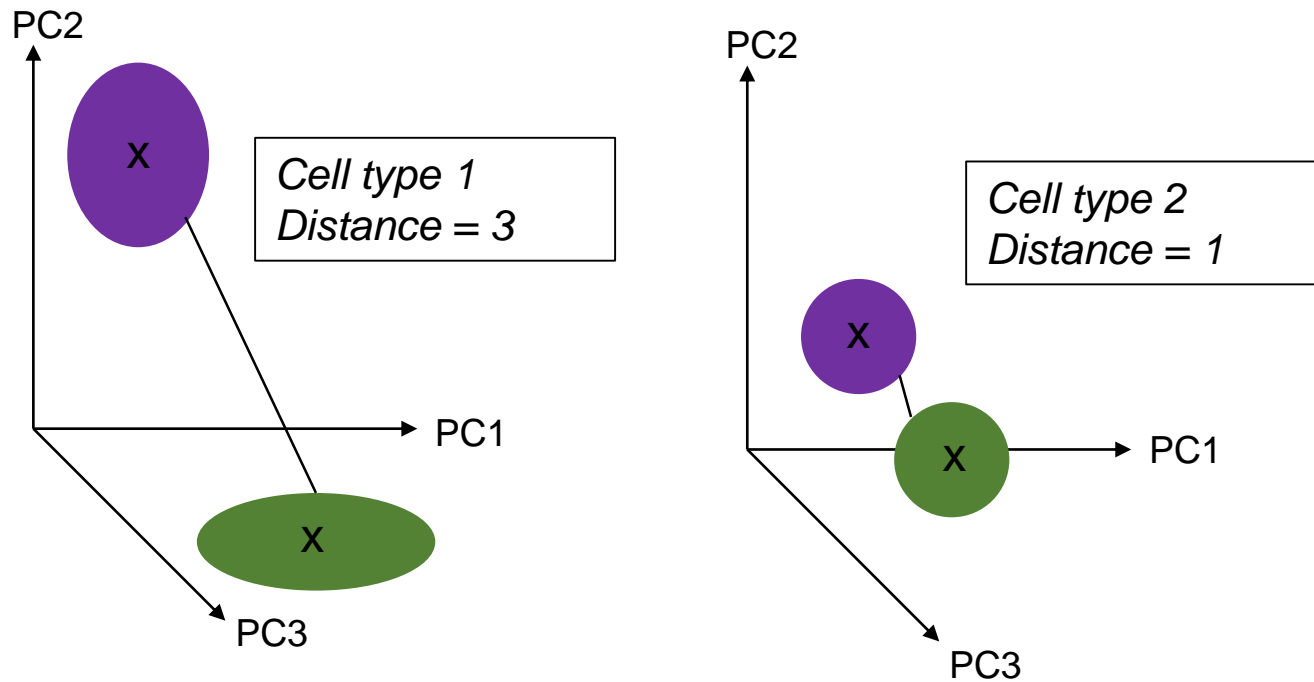 PC2
x
Cell type 1
Distance = 3
PC1
x
PC3
PC2
Cell type 2
Distance = 1
x
x
PC1
PC3